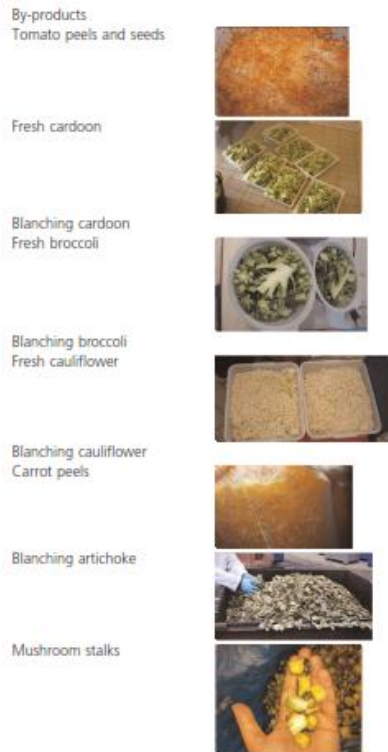 By-products
Tomato peels and seeds
Fresh cardoon
Blanching cardoon
Fresh broccoli
Blanching broccoli
Fresh cauliflower
Blanching cauliflower
Carrot peels
Blanching artichoke
Mushroom stalks